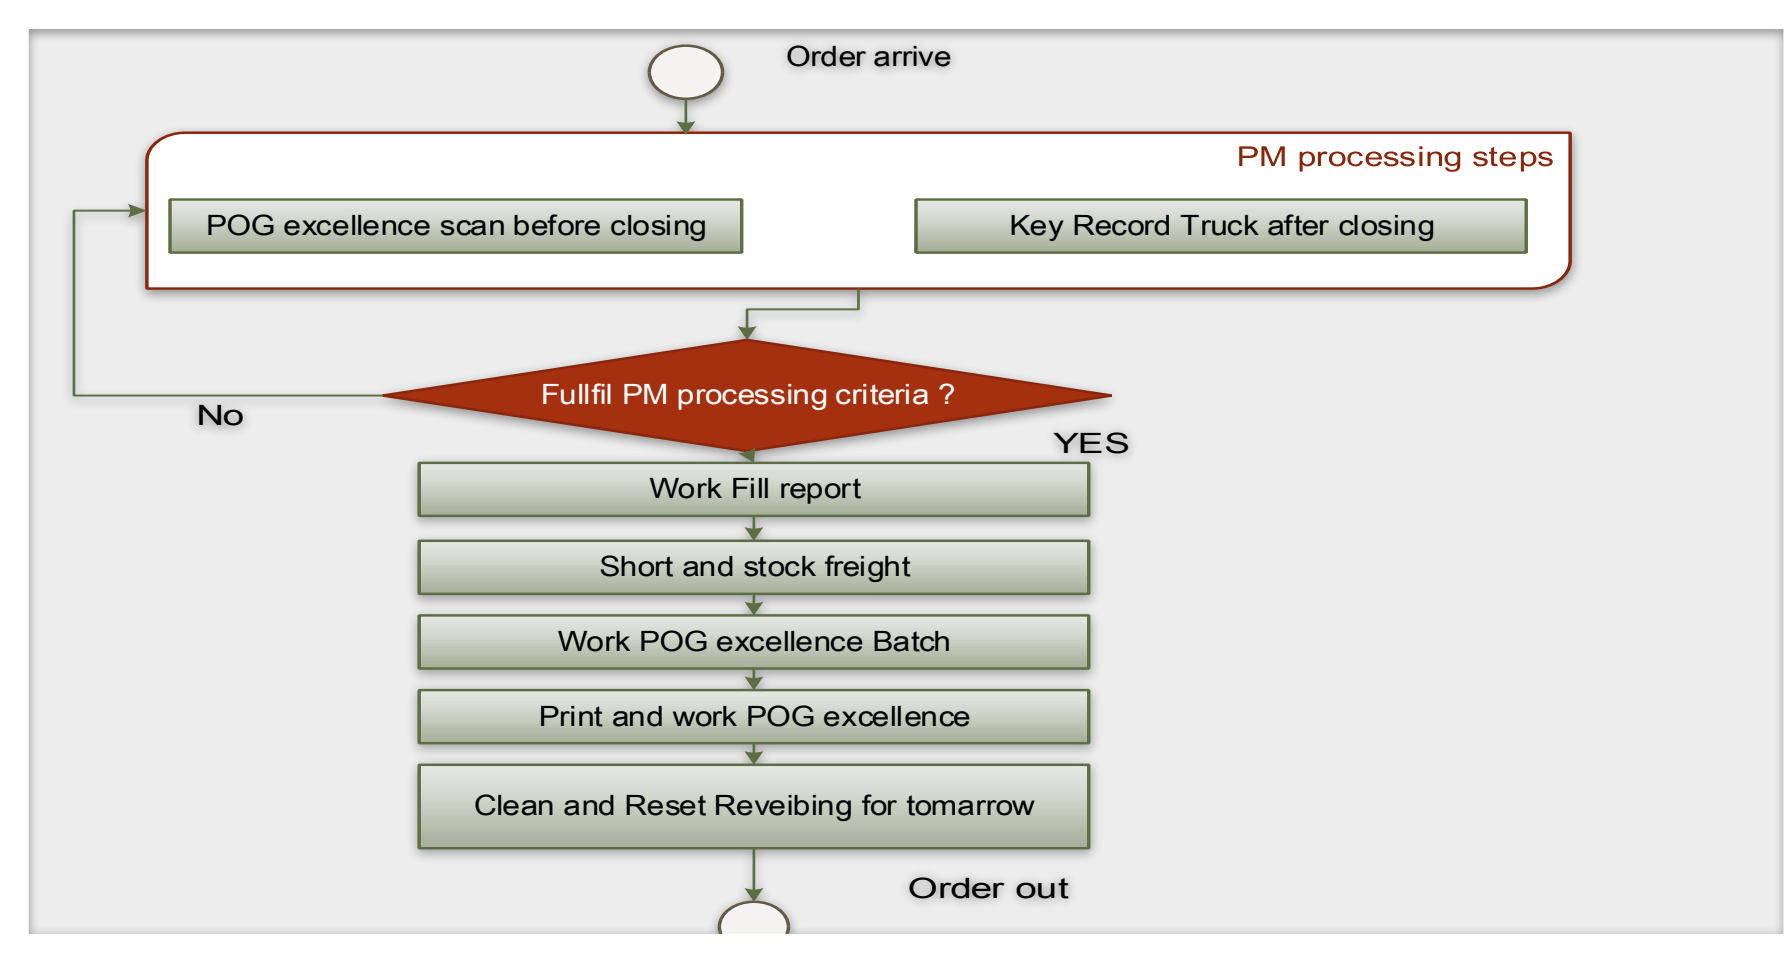 Order arrive
PM processing steps
POG excellence scan before closing
Key Record Truck after closing
Fullfil PM processing criteria ?
No
YES
Work Fill report
Short and stock freight
Work POG excellence Batch
Print and work POG excellence
Clean and Reset Reveibing for tomarrow
Order out